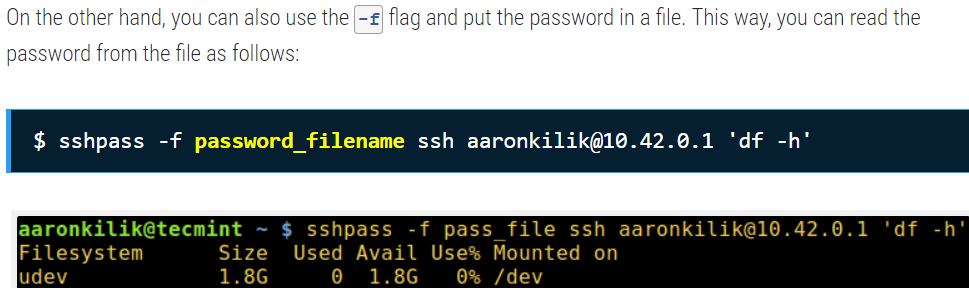 On the other hand, you can also use the -f flag and put the password in a file. This way, you can read the
password from the file as follows:
$ sshpass -f password_filename ssh aaronkilik@10.42.0.1 'df -h'
aaronkilik@tecmint ~ $ sshpass -f pass_file ssh aaronkilik@10.42.0.1 'df -h'
Filesystem      Size  Used Avail Use% Mounted on
udev            1.8G     0  1.8G   0% /dev